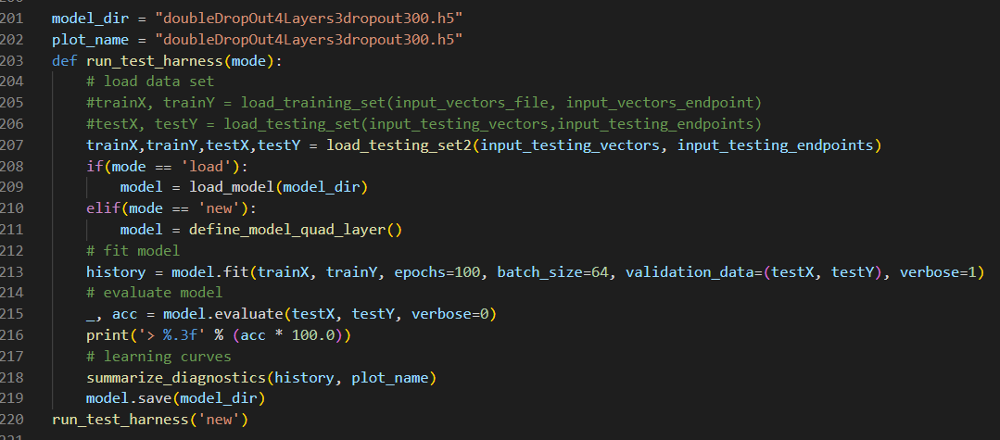 201 model_dir = "doubleDropOut4Layers3dropout300.h5"
202 plot_name = "doubleDropOut4Layers3dropout300.h5"
203 def run_test_harness(mode):
204     # load data set
205     #trainX, trainY = load_training_set(input_vectors_file, input_vectors_endpoint)
206     #testX, testY = load_testing_set(input_testing_vectors,input_testing_endpoints)
207     trainX,trainY,testX,testY = load_testing_set2(input_testing_vectors, input_testing_endpoints)
208     if(mode == 'load'):
209         model = load_model(model_dir)
210     elif(mode == 'new'):
211         model = define_model_quad_layer()
212     # fit model
213     history = model.fit(trainX, trainY, epochs=100, batch_size=64, validation_data=(testX, testY), verbose=1)
214     # evaluate model
215     _, acc = model.evaluate(testX, testY, verbose=0)
216     print('> %.3f' % (acc * 100.0))
217     # learning curves
218     summarize_diagnostics(history, plot_name)
219     model.save(model_dir)
220 run_test_harness('new')